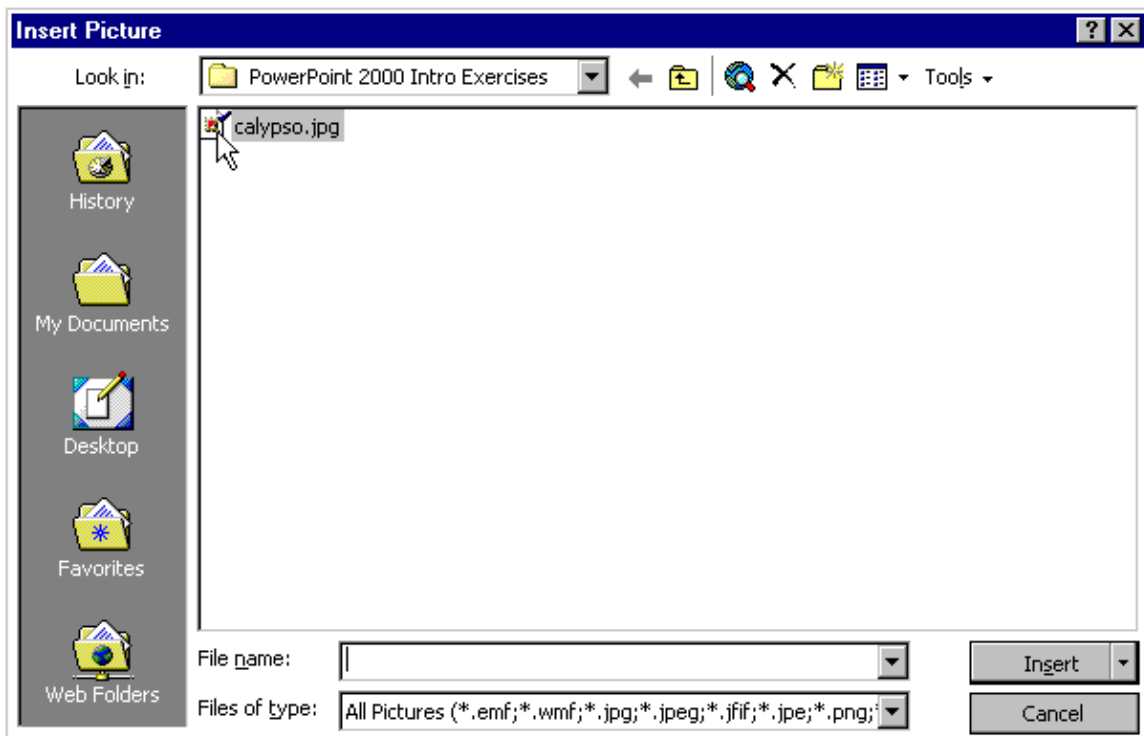 Insert Picture
Look in: PowerPoint 2000 Intro Exercises Tools
calypso.jpg
History
My Documents
Desktop
Favorites
Web Folders
File name: Insert
Files of type: All Pictures (*.emf;*.wmf;*.jpg;*.jpeg;*.jfif;*.jpe;*.png;* Cancel